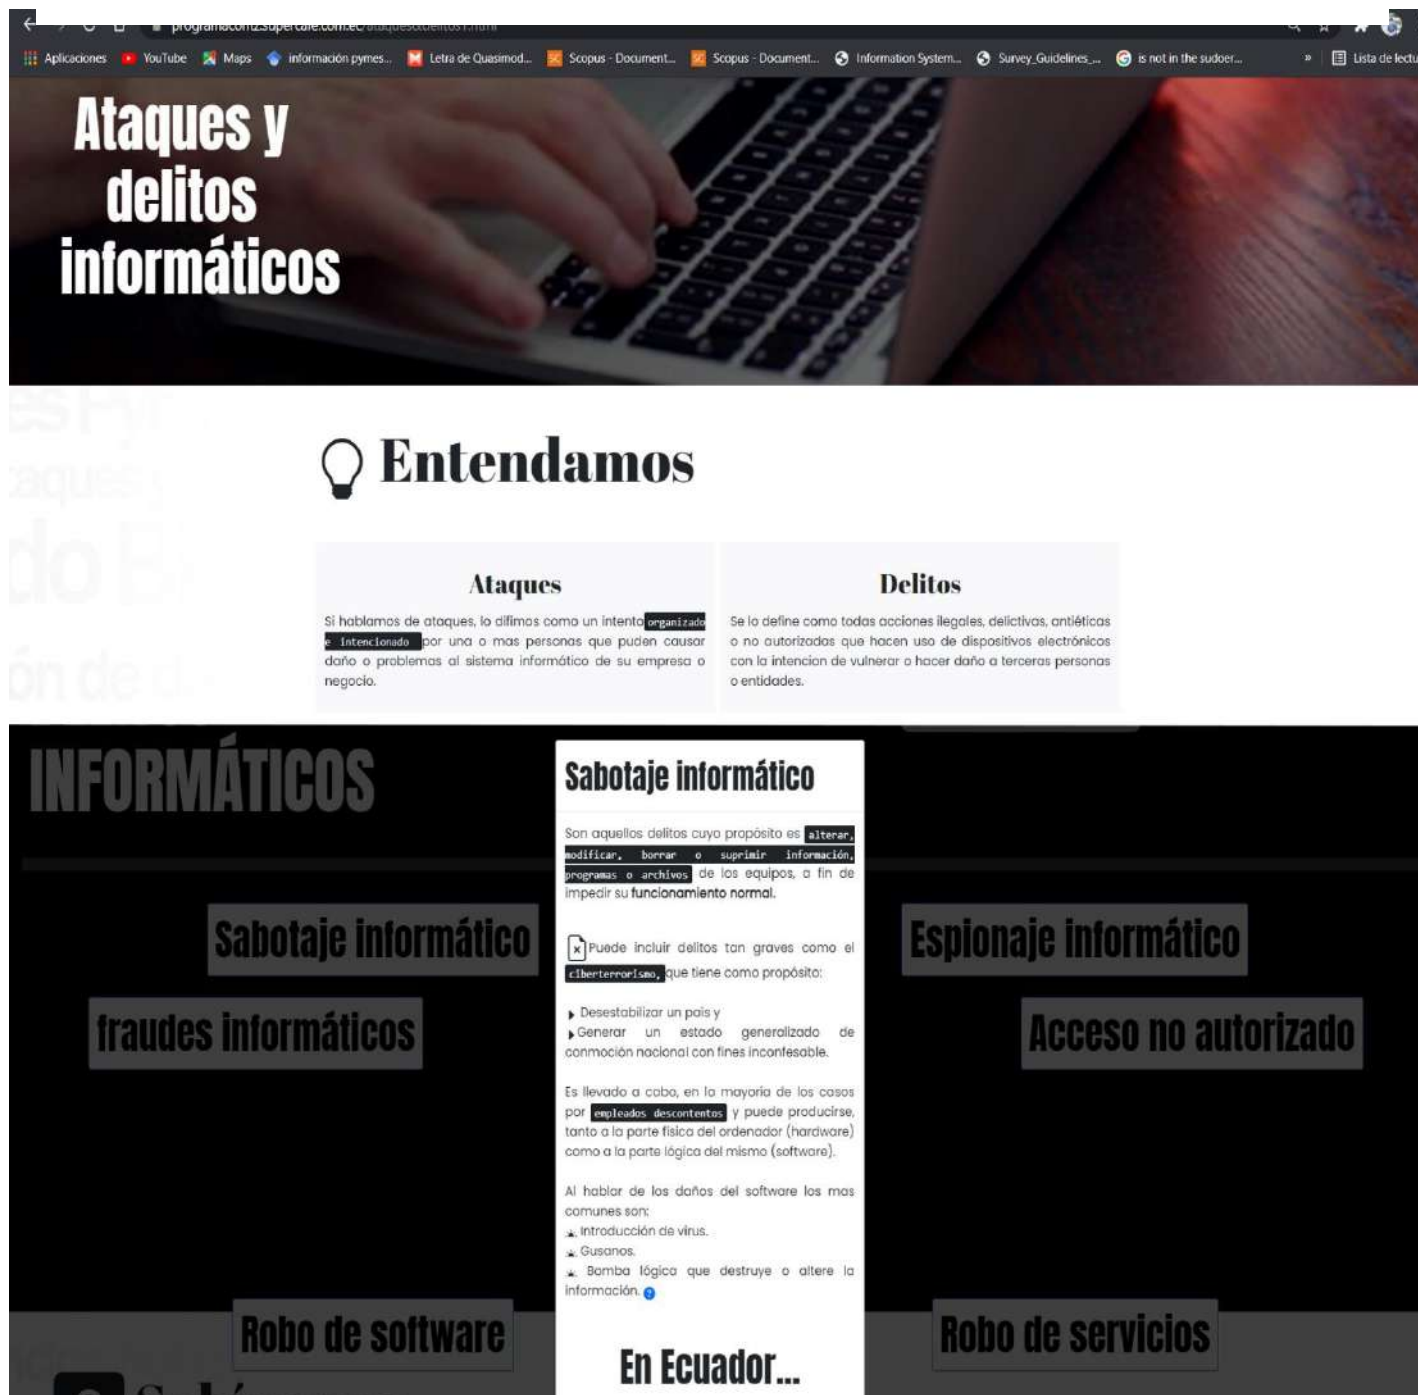 programacom2.supercafe.com.ec/ataquesddelitos1.html
Aplicaciones YouTube Maps información pymes... Letra de Quasimod... Scopus - Document... Scopus - Document... Information System... Survey_Guidelines_... is not in the sudoer... » Lista de lectu
Ataques y
delitos
informáticos
Entendamos
Ataques
Si hablamos de ataques, lo difimos como un intento organizado
e intencionado por una o mas personas que puden causar
daño o problemas al sistema informático de su empresa o
negocio.
Delitos
Se lo define como todas acciones ilegales, delictivas, antiéticas
o no autorizadas que hacen uso de dispositivos electrónicos
con la intencion de vulnerar o hacer daño a terceras personas
o entidades.
INFORMÁTICOS
Sabotaje informático
Son aquellos delitos cuyo propósito es alterar,
modificar, borrar o suprimir información,
programas o archivos de los equipos, a fin de
impedir su funcionamiento normal.
Puede incluir delitos tan graves como el
ciberterrorismo, que tiene como propósito:
Desestabilizar un país y
Generar un estado generalizado de
conmoción nacional con fines inconfesable.
Es llevado a cabo, en la mayoría de los casos
por empleados descontentos y puede producirse,
tanto a la parte física del ordenador (hardware)
como a la parte lógica del mismo (software).
Al hablar de los daños del software los mas
comunes son:
Introducción de virus.
Gusanos.
Bomba lógica que destruye o altere la
información.
En Ecuador...
Sabotaje informático
Espionaje informático
fraudes informáticos
Acceso no autorizado
Robo de software
Robo de servicios